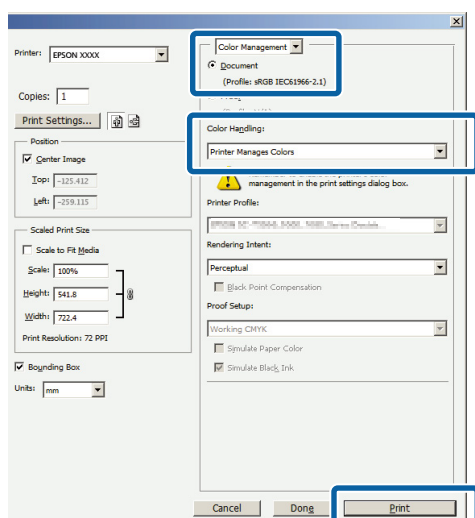 Printer: EPSON XXXX
Copies: 1
Print Settings...
Position
Center Image
Top: -125.412
Left: -259.115
Scaled Print Size
Scale to Fit Media
Scale: 100%
Height: 541.8
Width: 722.4
Print Resolution: 72 PPI
Bounding Box
Units: mm
Color Management
Document
(Profile: sRGB IEC61966-2.1)
Color Handling:
Printer Manages Colors
management in the print settings dialog box.
Printer Profile:
Rendering Intent:
Perceptual
Black Point Compensation
Proof Setup:
Working CMYK
Simulate Paper Color
Simulate Black Ink
Cancel Done Print